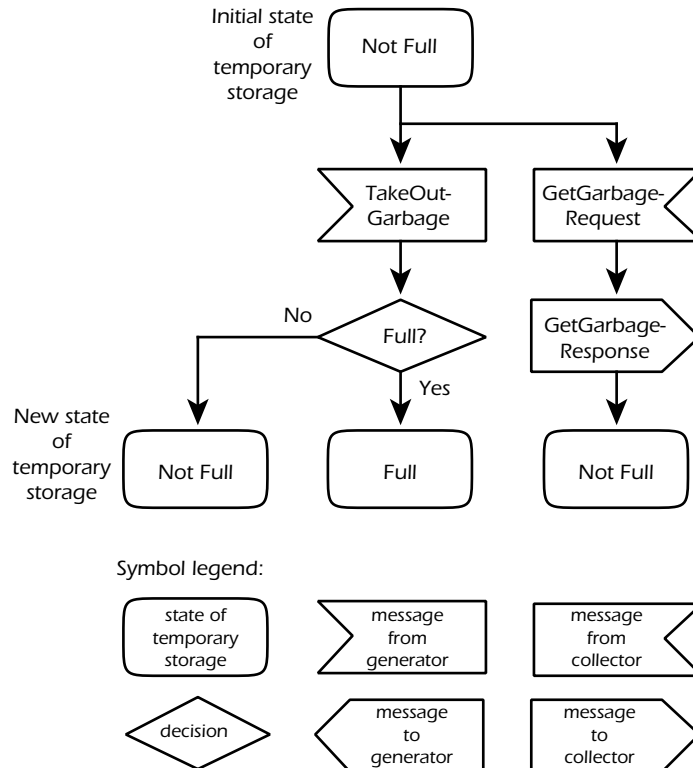 Initial state
of
temporary
storage
Not Full
TakeOut-
Garbage
GetGarbage-
Request
No
Full?
GetGarbage-
Response
Yes
New state
of
temporary
storage
Not Full
Full
Not Full
Symbol legend:
state of
temporary
storage
message
from
generator
message
from
collector
decision
message
to
generator
message
to
collector